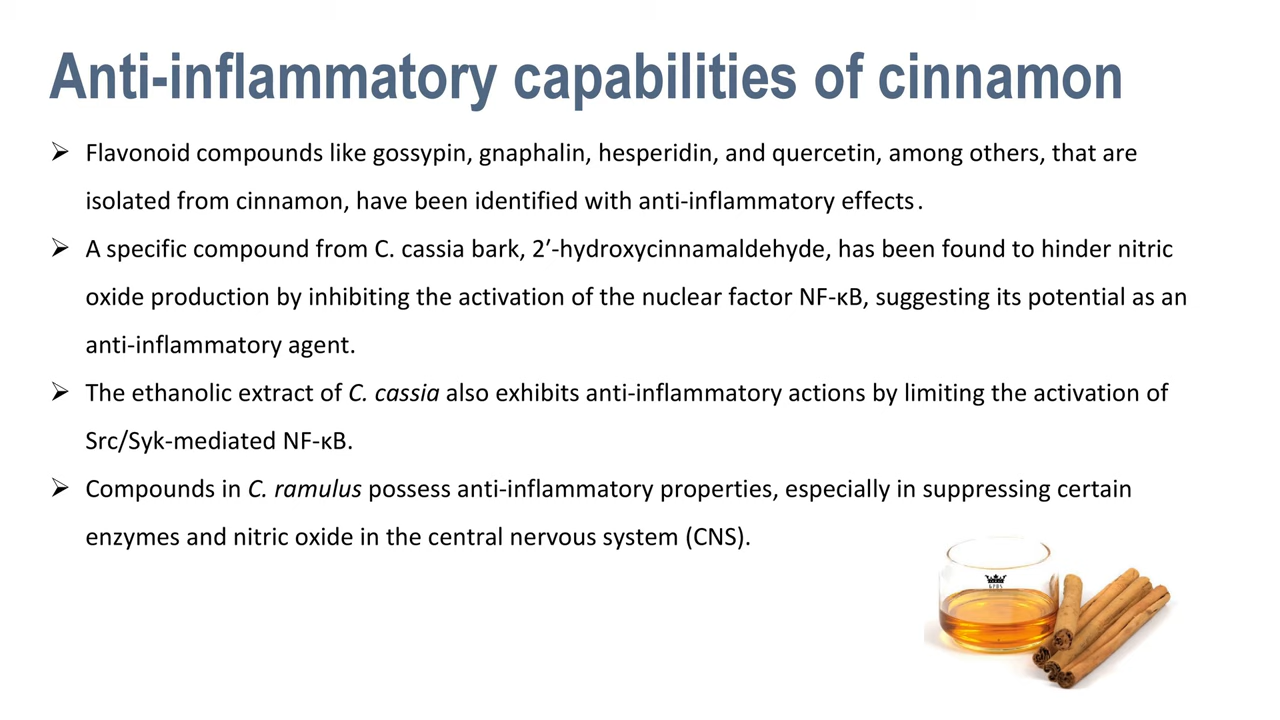 Anti-inflammatory capabilities of cinnamon
➢ Flavonoid compounds like gossypin, gnaphalin, hesperidin, and quercetin, among others, that are
isolated from cinnamon, have been identified with anti-inflammatory effects.
➢ A specific compound from C. cassia bark, 2′-hydroxycinnamaldehyde, has been found to hinder nitric
oxide production by inhibiting the activation of the nuclear factor NF-κB, suggesting its potential as an
anti-inflammatory agent.
➢ The ethanolic extract of C. cassia also exhibits anti-inflammatory actions by limiting the activation of
Src/Syk-mediated NF-κB.
➢ Compounds in C. ramulus possess anti-inflammatory properties, especially in suppressing certain
enzymes and nitric oxide in the central nervous system (CNS).